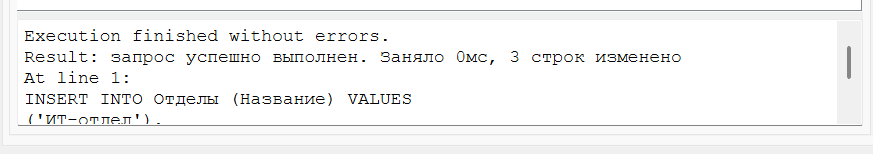 Execution finished without errors.
Result: запрос успешно выполнен. Заняло 0мс, 3 строк изменено
At line 1:
INSERT INTO Отделы (Название) VALUES
('ИТ-отдел'),